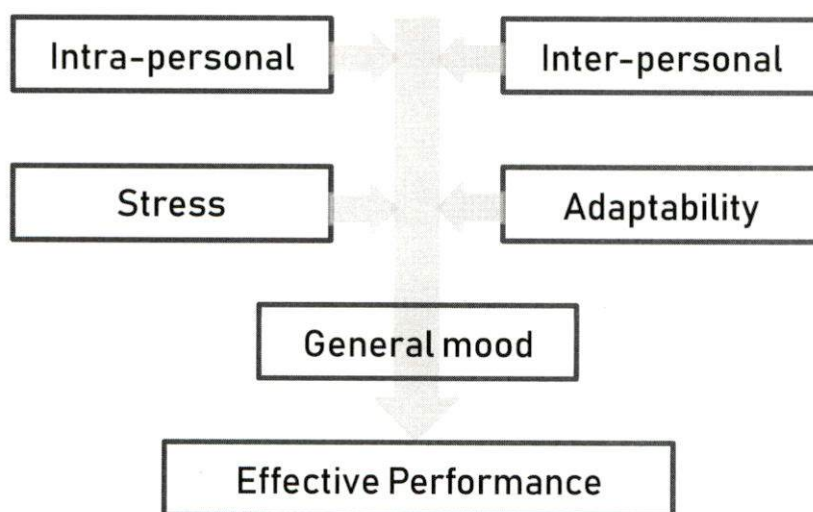 Intra-personal
Inter-personal
Stress
Adaptability
General mood
Effective Performance